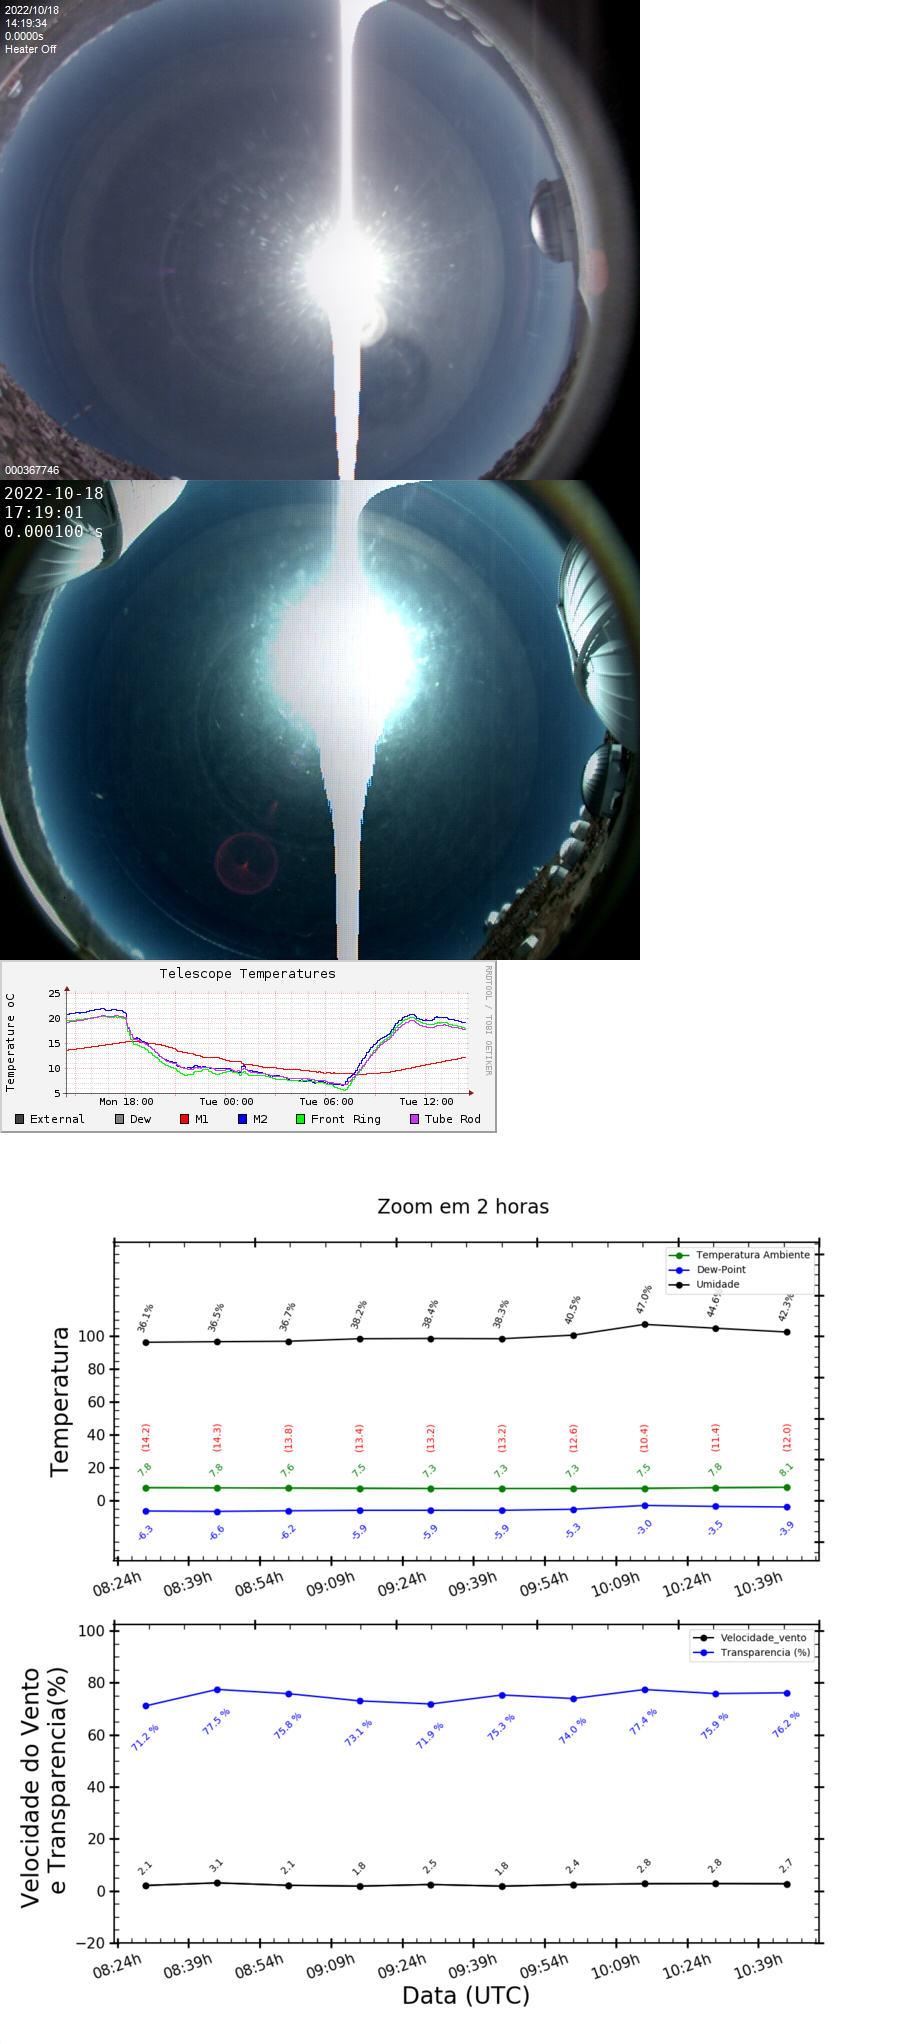 2022/10/18
14:19:34
0.0000s
Heater Off
000367746
2022-10-18
17:19:01
0.000100 s
Telescope Temperatures
RRDTOOL / TOBI OETIKER
Temperature oC
25
20
15
10
5
Mon 18:00 Tue 00:00 Tue 06:00 Tue 12:00
External Dew M1 M2 Front Ring Tube Rod
Zoom em 2 horas
Temperatura Ambiente
Dew-Point
Umidade
36.1% 36.5% 36.7% 38.2% 38.4% 38.3% 40.5% 47.0% 44.6% 42.3%
Temperatura
100
80
60
40
20
0
(14.2) (14.3) (13.8) (13.4) (13.2) (13.2) (12.6) (10.4) (11.4) (12.0)
7.8 7.8 7.6 7.5 7.3 7.3 7.3 7.5 7.8 8.1
-6.3 -6.6 -6.2 -5.9 -5.9 -5.9 -5.3 -3.0 -3.5 -3.9
08:24h 08:39h 08:54h 09:09h 09:24h 09:39h 09:54h 10:09h 10:24h 10:39h
Velocidade_vento
Transparencia (%)
Velocidade do Vento
e Transparencia(%)
100
80
60
40
20
0
−20
71.2 % 77.5 % 75.8 % 73.1 % 71.9 % 75.3 % 74.0 % 77.4 % 75.9 % 76.2 %
2.1 3.1 2.1 1.8 2.5 1.8 2.4 2.8 2.8 2.7
08:24h 08:39h 08:54h 09:09h 09:24h 09:39h 09:54h 10:09h 10:24h 10:39h
Data (UTC)